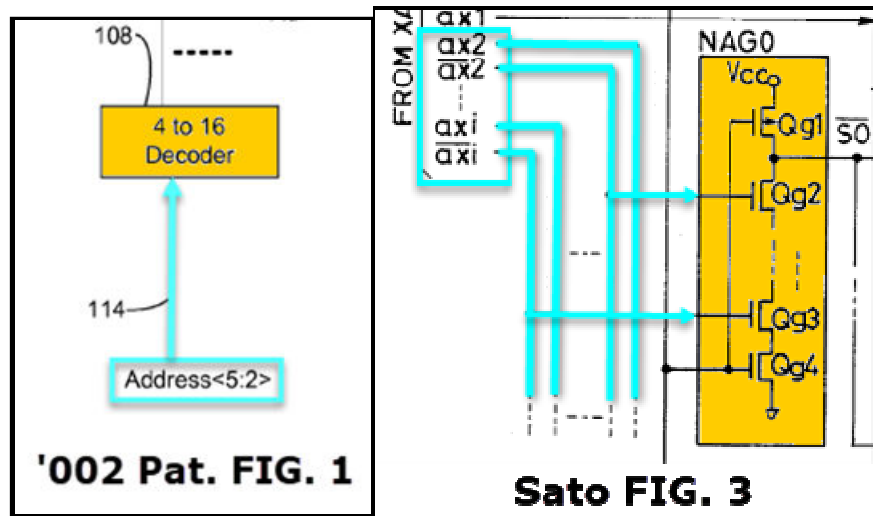 108
4 to 16
Decoder
114
Address<5:2>
'002 Pat. FIG. 1
FROM XA
ax1
ax2
ax2
axi
axi
NAG0
Vcc
Qg1
S0
Qg2
Qg3
Qg4
Sato FIG. 3